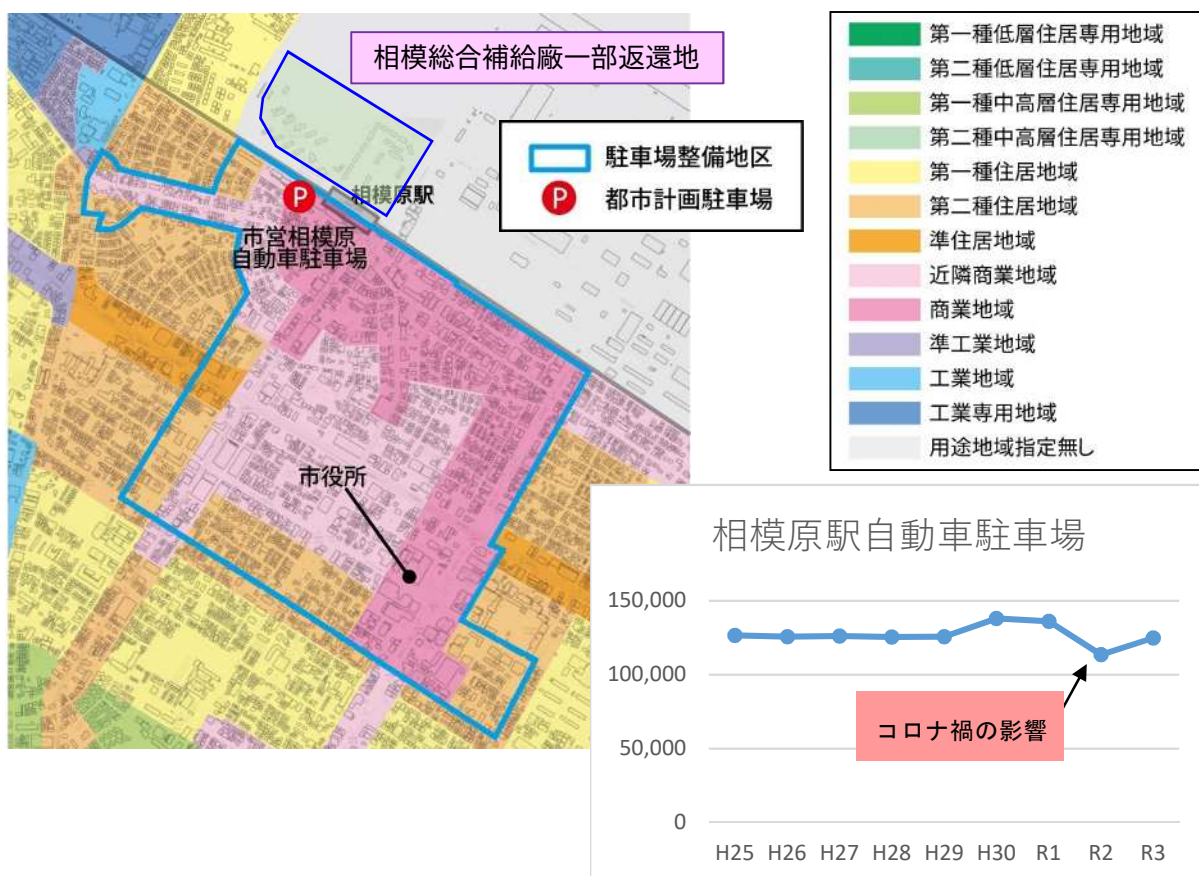 相模総合補給廠一部返還地
駐車場整備地区
P
都市計画駐車場
P
相模原駅
市営相模原
自動車駐車場
市役所
第一種低層住居専用地域
第二種低層住居専用地域
第一種中高層住居専用地域
第二種中高層住居専用地域
第一種住居地域
第二種住居地域
準住居地域
近隣商業地域
商業地域
準工業地域
工業地域
工業専用地域
用途地域指定無し
相模原駅自動車駐車場
150,000
100,000
50,000
0
コロナ禍の影響
H25 H26 H27 H28 H29 H30 R1 R2 R3